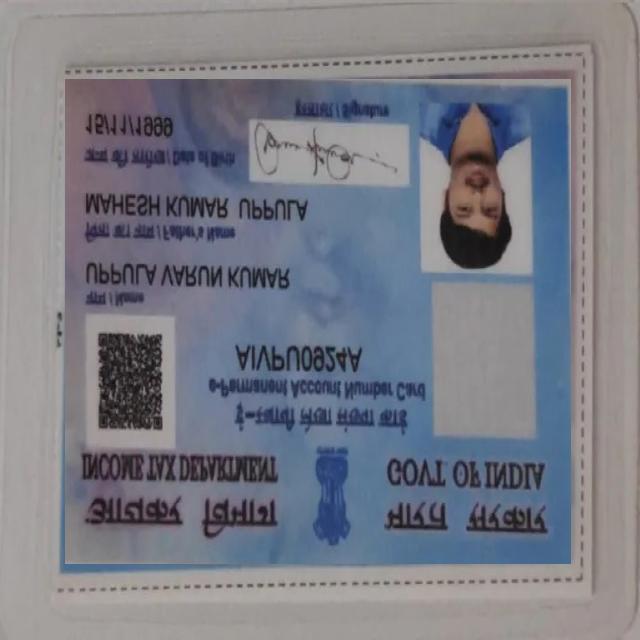 आयकर विभाग
भारत सरकार
INCOME TAX DEPARTMENT
GOVT. OF INDIA
ई-स्थायी लेखा संख्या कार्ड
e-Permanent Account Number Card
AIVPU0924A
नाम / Name
UPPULA VARUN KUMAR
पिता का नाम / Father's Name
MAHESH KUMAR UPPULA
जन्म की तारीख / Date of Birth
15/11/1999
हस्ताक्षर / Signature